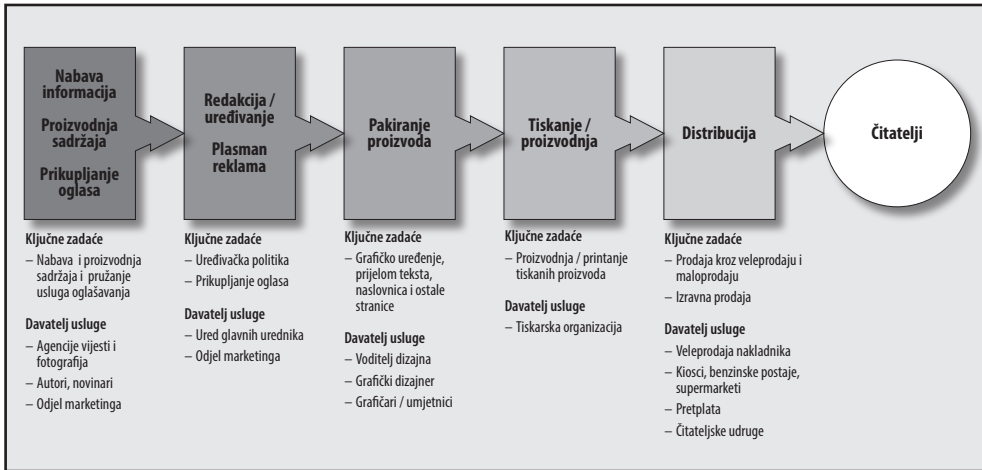 Nabava
informacija
Proizvodnja
sadržaja
Prikupljanje
oglasa
Redakcija /
uređivanje
Plasman
reklama
Pakiranje
proizvoda
Tiskanje /
proizvodnja
Distribucija
Čitatelji
Ključne zadaće
– Nabava i proizvodnja
sadržaja i pružanje
usluga oglašavanja
Davatelj usluge
– Agencije vijesti i
fotografija
– Autori, novinari
– Odjel marketinga
Ključne zadaće
– Uređivačka politika
– Prikupljanje oglasa
Davatelj usluge
– Ured glavnih urednika
– Odjel marketinga
Ključne zadaće
– Grafičko uređenje,
prijelom teksta,
naslovnica i ostale
stranice
Davatelj usluge
– Voditelj dizajna
– Grafički dizajner
– Grafičari / umjetnici
Ključne zadaće
– Proizvodnja / printanje
tiskanih proizvoda
Davatelj usluge
– Tiskarska organizacija
Ključne zadaće
– Prodaja kroz veleprodaju i
maloprodaju
– Izravna prodaja
Davatelj usluge
– Veleprodaja nakladnika
– Kiosci, benzinske postaje,
supermarketi
– Pretplata
– Čitateljske udruge